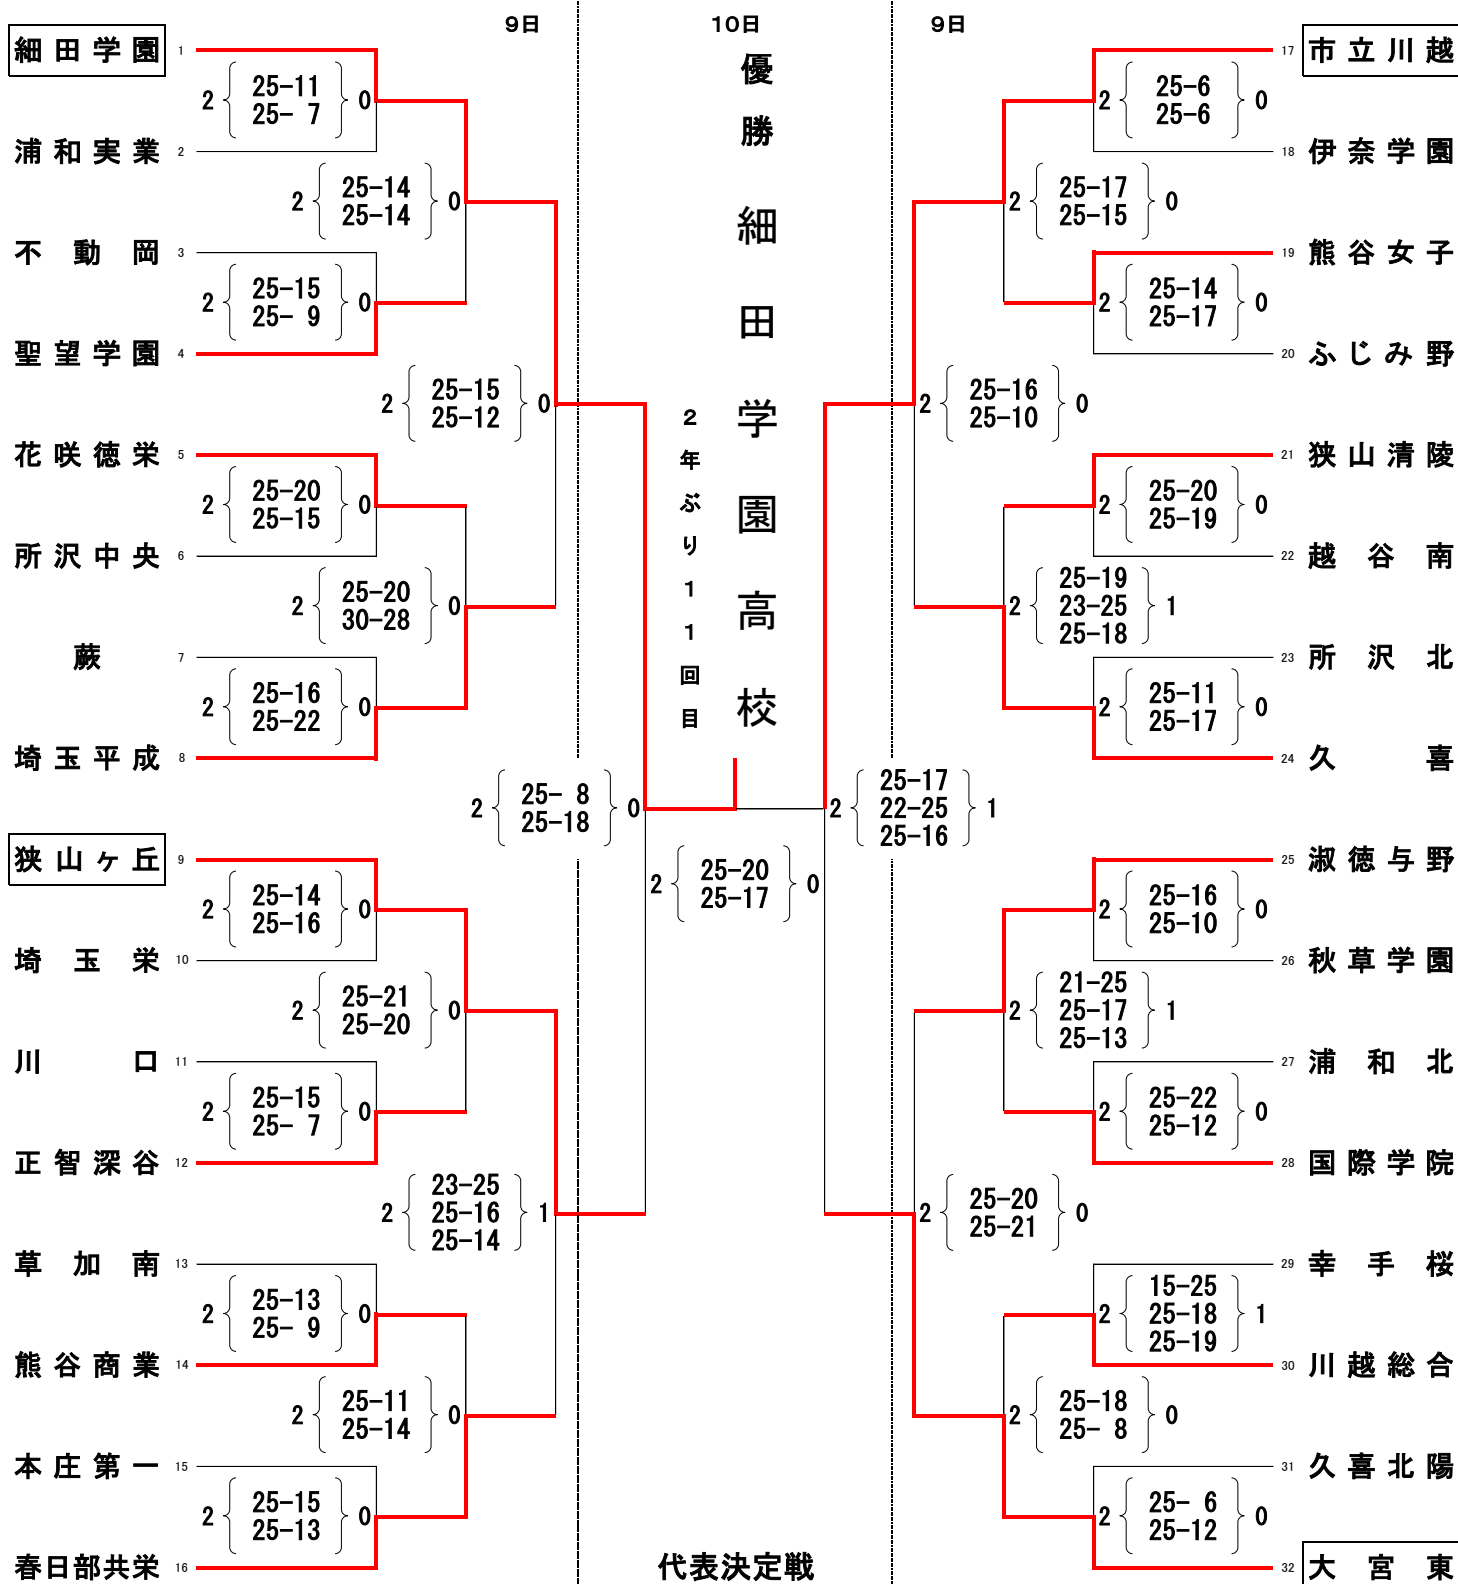 9日
10日
9日
優勝 細田学園高校
2年ぶり11回目
細田学園 1
2 25-11 0
25- 7
浦和実業 2
2 25-14 0
25-14
不動岡 3
2 25-15 0
25- 9
聖望学園 4
2 25-15 0
25-12
花咲徳栄 5
2 25-20 0
25-15
所沢中央 6
2 25-20 0
30-28
蕨 7
2 25-16 0
25-22
埼玉平成 8
2 25- 8 0
25-18
狭山ヶ丘 9
2 25-14 0
25-16
埼玉栄 10
2 25-21 0
25-20
川口 11
2 25-15 0
25- 7
正智深谷 12
2 23-25 1
25-16
25-14
草加南 13
2 25-13 0
25- 9
熊谷商業 14
2 25-11 0
25-14
本庄第一 15
2 25-15 0
25-13
春日部共栄 16
2 25-20 0
25-17
17 市立川越
2 25-6 0
25-6
18 伊奈学園
2 25-17 0
25-15
19 熊谷女子
2 25-14 0
25-17
20 ふじみ野
2 25-16 0
25-10
21 狭山清陵
2 25-20 0
25-19
22 越谷南
2 25-19 1
23-25
25-18
23 所沢北
2 25-11 0
25-17
24 久喜
2 25-17 1
22-25
25-16
25 淑徳与野
2 25-16 0
25-10
26 秋草学園
2 21-25 1
25-17
25-13
27 浦和北
2 25-22 0
25-12
28 国際学院
2 25-20 0
25-21
29 幸手桜
2 15-25 1
25-18
25-19
30 川越総合
2 25-18 0
25- 8
31 久喜北陽
2 25- 6 0
25-12
32 大宮東
代表決定戦